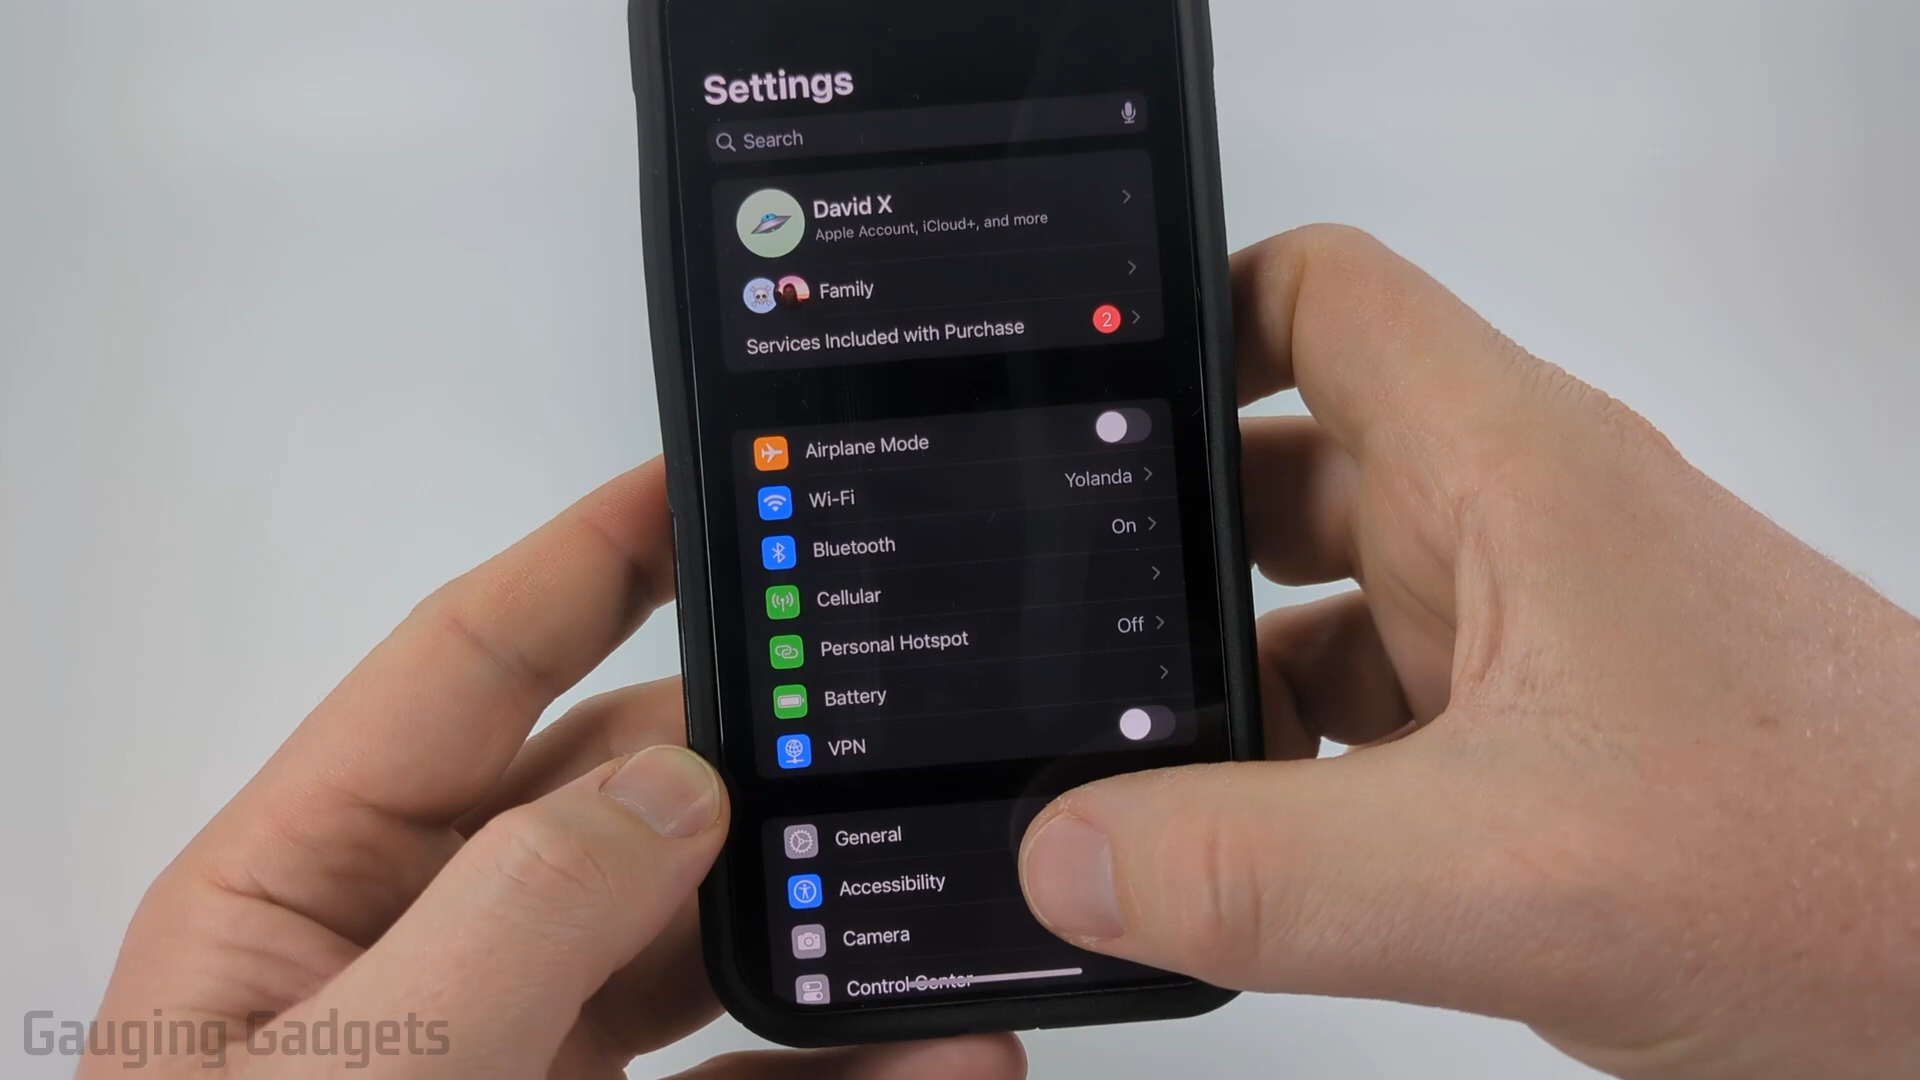 Settings
Search
David X
Apple Account, iCloud+, and more
Family
Services Included with Purchase 2
Airplane Mode
Wi-Fi Yolanda
Bluetooth On
Cellular
Personal Hotspot Off
Battery
VPN
General
Accessibility
Camera
Control Center
Gauging Gadgets